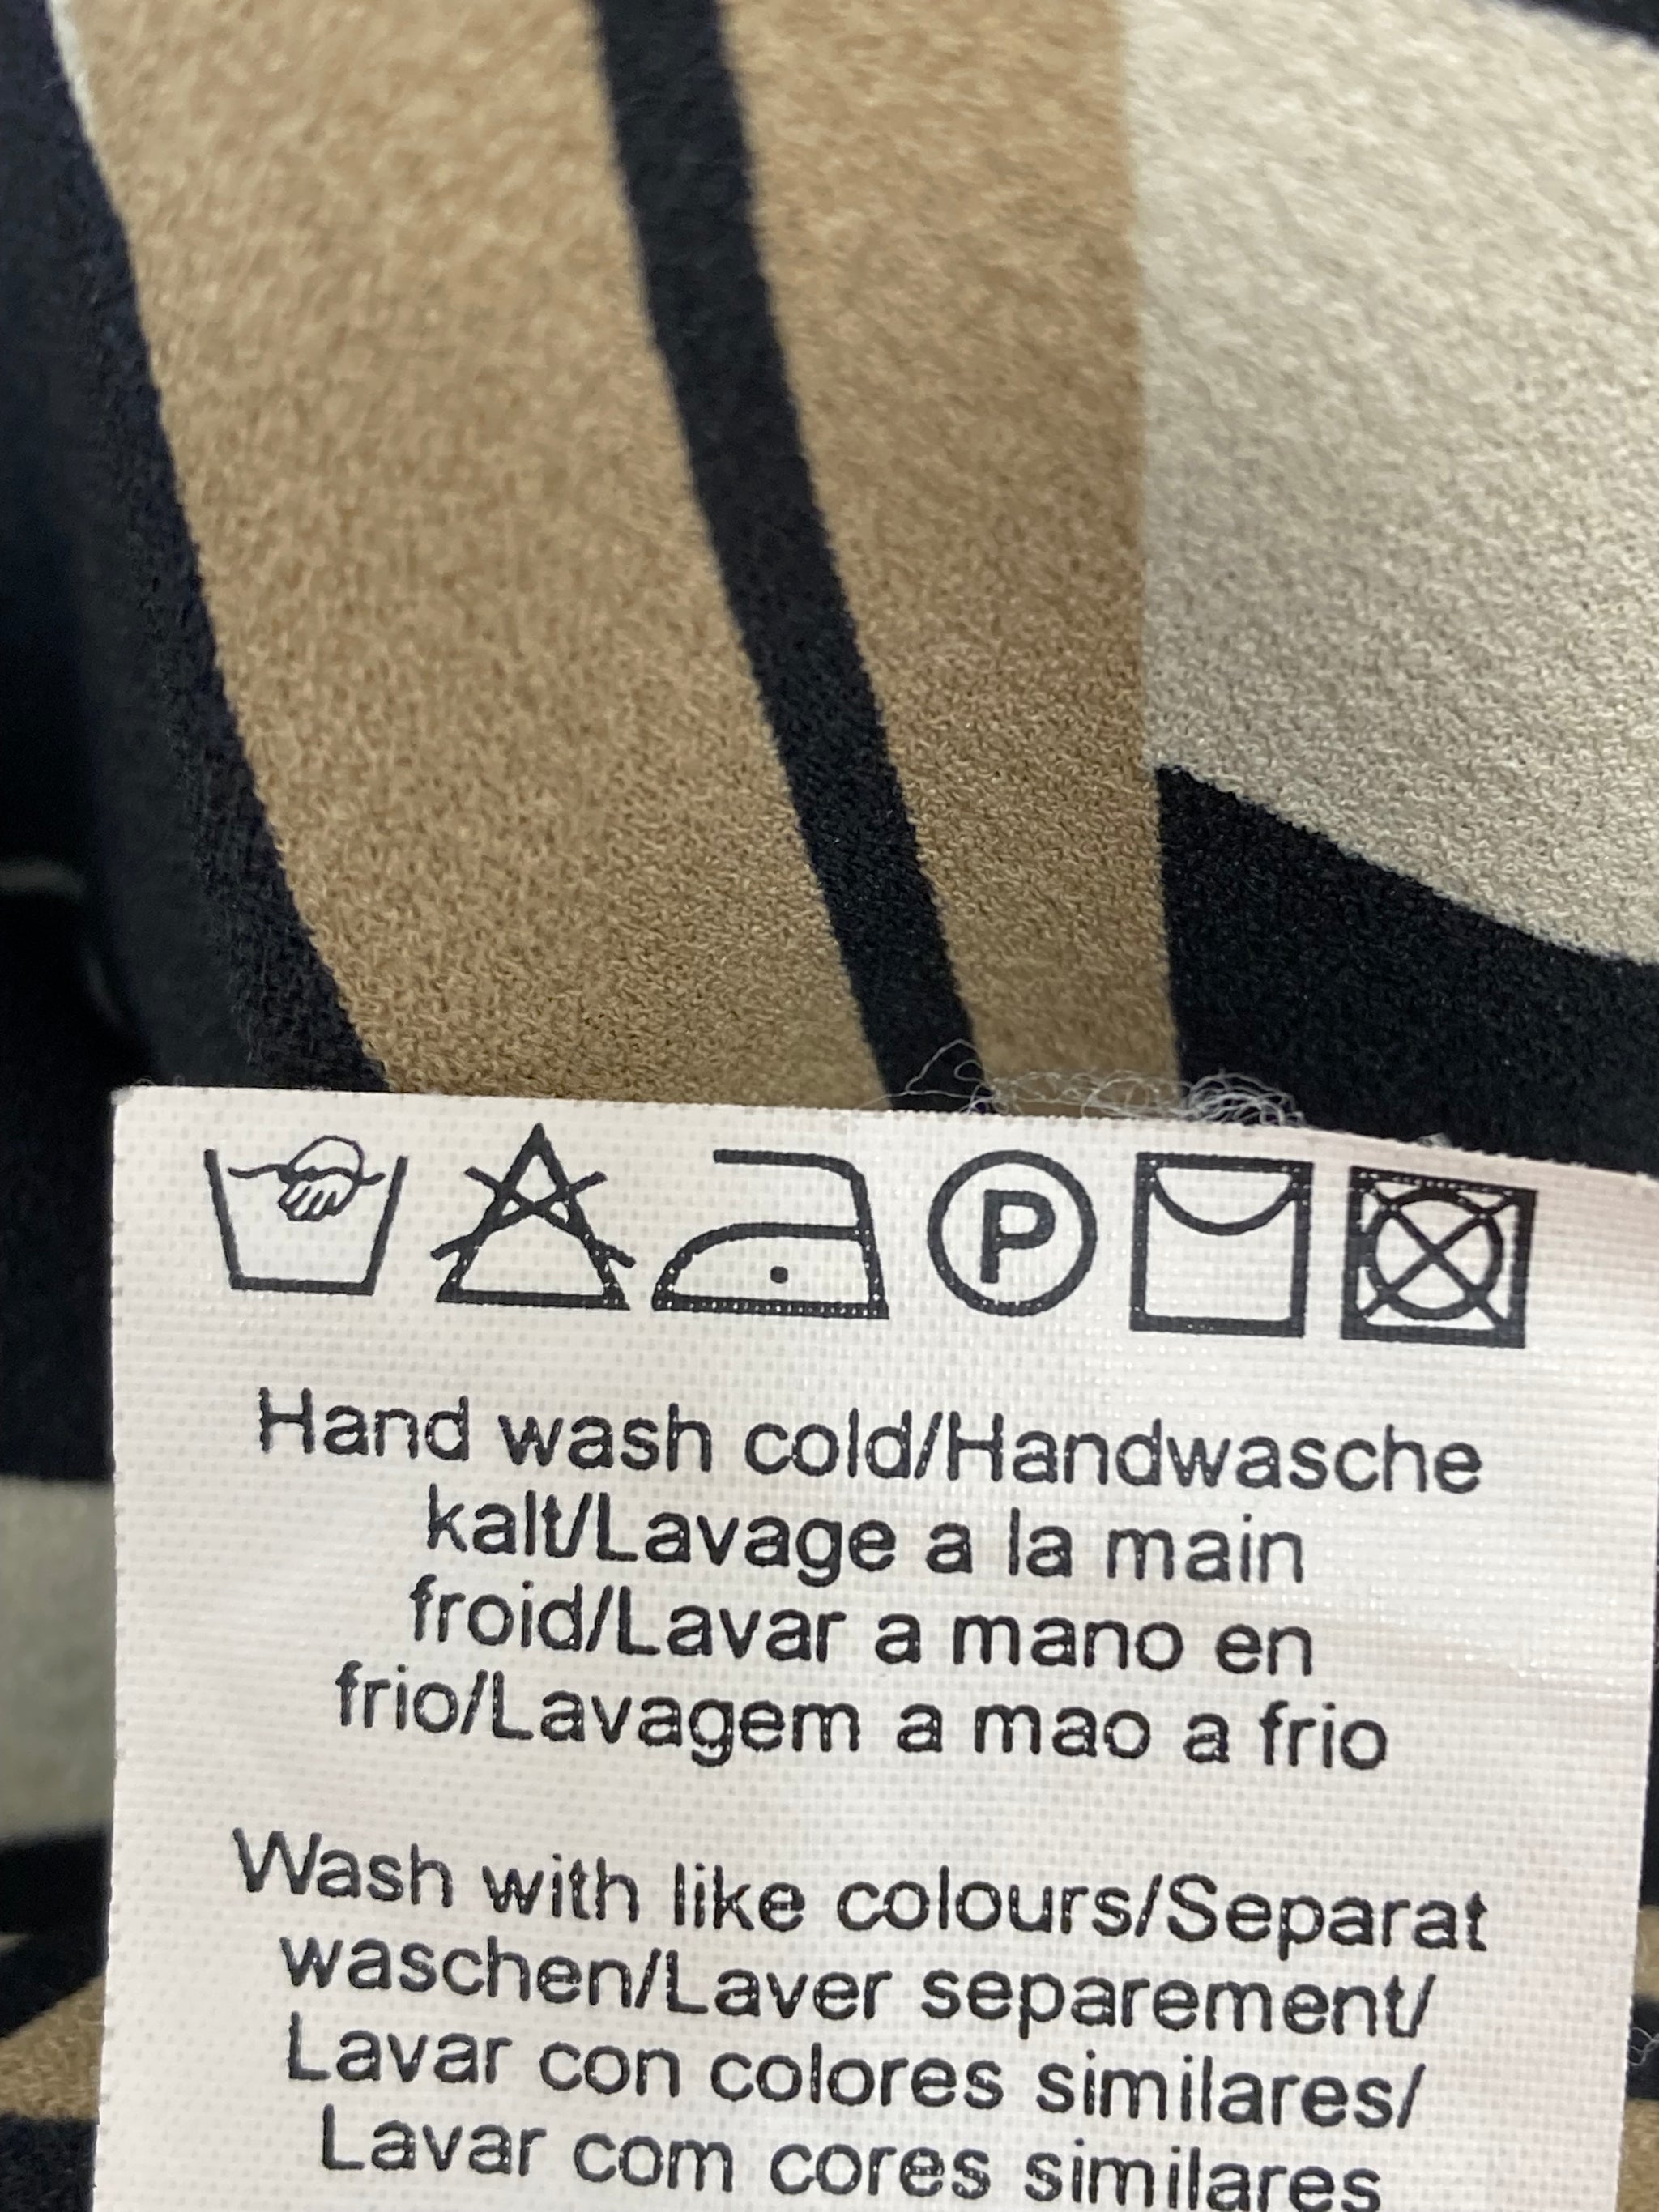 P
Hand wash cold/Handwasche
kalt/Lavage a la main
froid/Lavar a mano en
frio/Lavagem a mao a frio
Wash with like colours/Separat
waschen/Laver separement/
Lavar con colores similares/
Lavar com cores similares